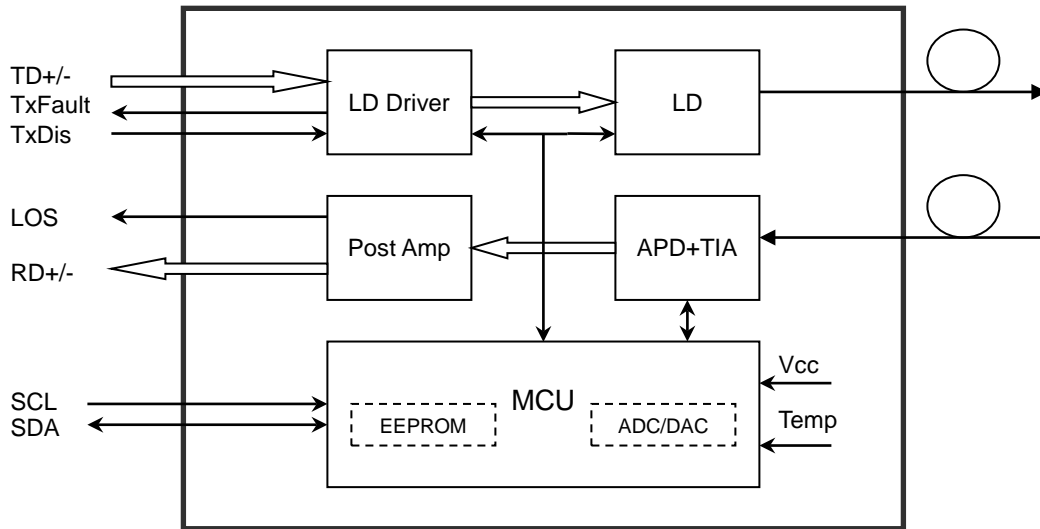 TD+/-
TxFault
TxDis
LD Driver
LD
LOS
RD+/-
Post Amp
APD+TIA
SCL
SDA
MCU
EEPROM
ADC/DAC
Vcc
Temp